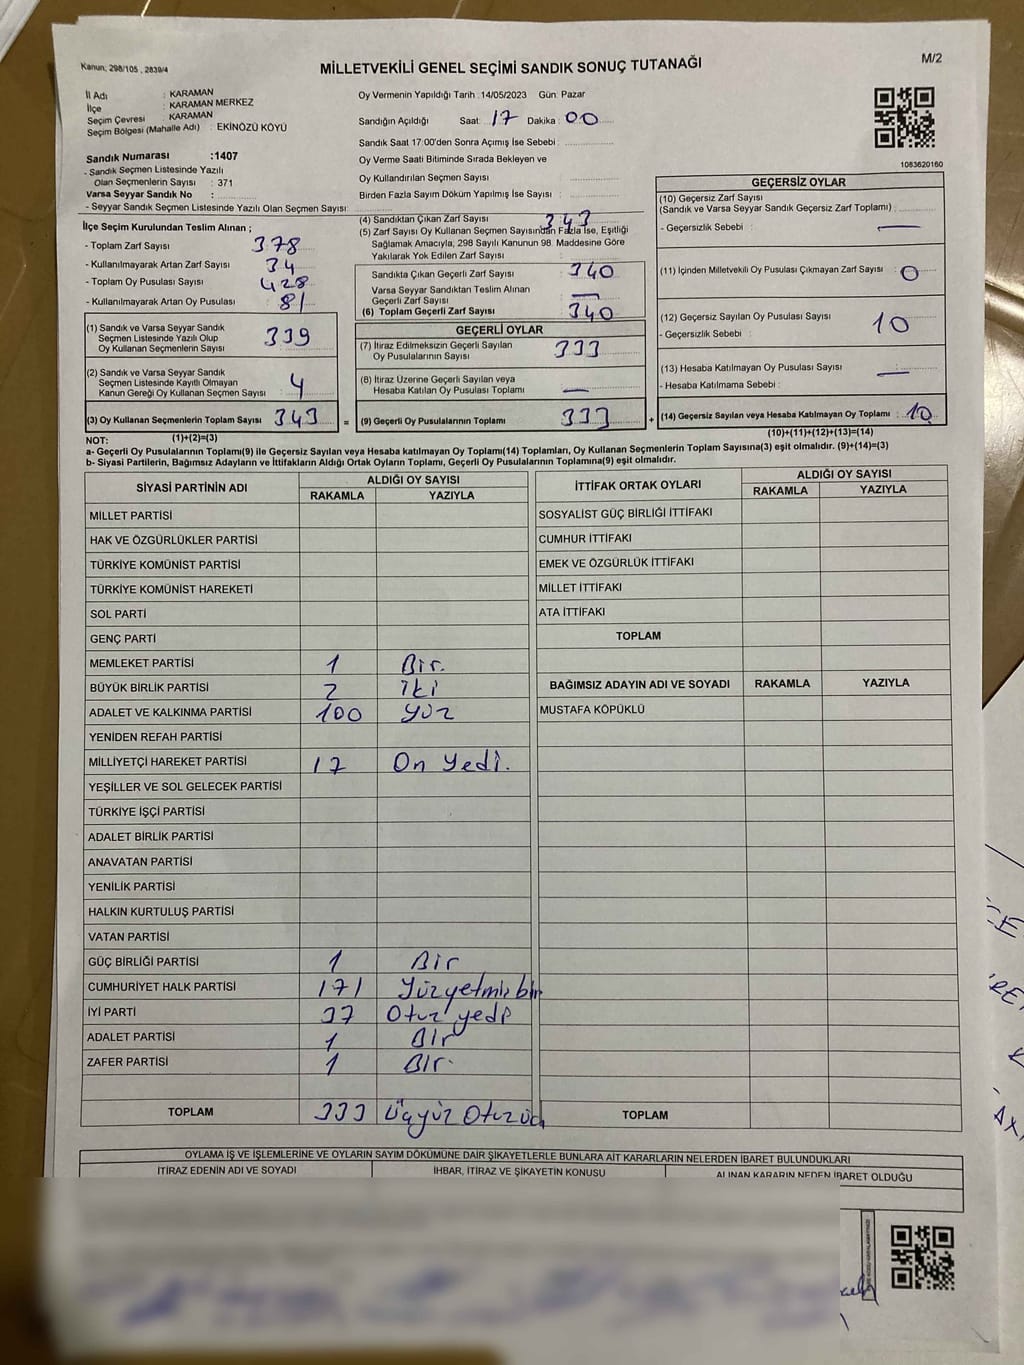 Kanun; 298/105 , 2839/4
MİLLETVEKİLİ GENEL SEÇİMİ SANDIK SONUÇ TUTANAĞI
M/2
İl Adı : KARAMAN
İlçe : KARAMAN MERKEZ
Seçim Çevresi : KARAMAN
Seçim Bölgesi (Mahalle Adı) : EKİNÖZÜ KÖYÜ
Sandık Numarası :1407
- Sandık Seçmen Listesinde Yazılı
Olan Seçmenlerin Sayısı : 371
Varsa Seyyar Sandık No :
- Seyyar Sandık Seçmen Listesinde Yazılı Olan Seçmen Sayısı:
Oy Vermenin Yapıldığı Tarih :14/05/2023 Gün: Pazar
Sandığın Açıldığı Saat: 17 Dakika : 00
Sandık Saat 17:00'den Sonra Açımış İse Sebebi :
Oy Verme Saati Bitiminde Sırada Bekleyen ve
Oy Kullandırılan Seçmen Sayısı :
Birden Fazla Sayım Döküm Yapılmış İse Sayısı :
1083620160
İlçe Seçim Kurulundan Teslim Alınan ;
- Toplam Zarf Sayısı : 378
- Kullanılmayarak Artan Zarf Sayısı : 34
- Toplam Oy Pusulası Sayısı : 428
- Kullanılmayarak Artan Oy Pusulası : 81
(1) Sandık ve Varsa Seyyar Sandık
Seçmen Listesinde Yazılı Olup
Oy Kullanan Seçmenlerin Sayısı : 339
(2) Sandık ve Varsa Seyyar Sandık
Seçmen Listesinde Kayıtlı Olmayan
Kanun Gereği Oy Kullanan Seçmen Sayısı : 4
(3) Oy Kullanan Seçmenlerin Toplam Sayısı : 343 =
(1)+(2)=(3)
(4) Sandıktan Çıkan Zarf Sayısı : 343
(5) Zarf Sayısı Oy Kullanan Seçmen Sayısından Fazla İse, Eşitliği
Sağlamak Amacıyla, 298 Sayılı Kanunun 98. Maddesine Göre
Yakılarak Yok Edilen Zarf Sayısı :
Sandıkta Çıkan Geçerli Zarf Sayısı : 340
Varsa Seyyar Sandıktan Teslim Alınan
Geçerli Zarf Sayısı : —
(6) Toplam Geçerli Zarf Sayısı : 340
GEÇERLİ OYLAR
(7) İtiraz Edilmeksizin Geçerli Sayılan
Oy Pusulalarının Sayısı : 333
(8) İtiraz Üzerine Geçerli Sayılan veya
Hesaba Katılan Oy Pusulası Toplamı : —
(9) Geçerli Oy Pusulalarının Toplamı : 333 +
GEÇERSİZ OYLAR
(10) Geçersiz Zarf Sayısı
(Sandık ve Varsa Seyyar Sandık Geçersiz Zarf Toplamı) :
- Geçersizlik Sebebi : —
(11) İçinden Milletvekili Oy Pusulası Çıkmayan Zarf Sayısı : 0
(12) Geçersiz Sayılan Oy Pusulası Sayısı : 10
- Geçersizlik Sebebi :
(13) Hesaba Katılmayan Oy Pusulası Sayısı : —
- Hesaba Katılmama Sebebi :
(14) Geçersiz Sayılan veya Hesaba Katılmayan Oy Toplamı : 10
(10)+(11)+(12)+(13)=(14)
NOT:
a- Geçerli Oy Pusulalarının Toplamı(9) ile Geçersiz Sayılan veya Hesaba katılmayan Oy Toplamı(14) Toplamları, Oy Kullanan Seçmenlerin Toplam Sayısına(3) eşit olmalıdır. (9)+(14)=(3)
b- Siyasi Partilerin, Bağımsız Adayların ve İttifakların Aldığı Ortak Oyların Toplamı, Geçerli Oy Pusulalarının Toplamına(9) eşit olmalıdır.
SİYASİ PARTİNİN ADI ALDIĞI OY SAYISI
RAKAMLA YAZIYLA
MİLLET PARTİSİ
HAK VE ÖZGÜRLÜKLER PARTİSİ
TÜRKİYE KOMÜNİST PARTİSİ
TÜRKİYE KOMÜNİST HAREKETİ
SOL PARTİ
GENÇ PARTİ
MEMLEKET PARTİSİ 1 Bir.
BÜYÜK BİRLİK PARTİSİ 2 İki
ADALET VE KALKINMA PARTİSİ 100 Yüz
YENİDEN REFAH PARTİSİ
MİLLİYETÇİ HAREKET PARTİSİ 17 On Yedi.
YEŞİLLER VE SOL GELECEK PARTİSİ
TÜRKİYE İŞÇİ PARTİSİ
ADALET BİRLİK PARTİSİ
ANAVATAN PARTİSİ
YENİLİK PARTİSİ
HALKIN KURTULUŞ PARTİSİ
VATAN PARTİSİ
GÜÇ BİRLİĞİ PARTİSİ 1 Bir
CUMHURİYET HALK PARTİSİ 171 Yüzyetmiş bir
İYİ PARTİ 37 Otuz yedi
ADALET PARTİSİ 1 Bir
ZAFER PARTİSİ 1 Bir
TOPLAM 333 Üçyüz Otuzüç
İTTİFAK ORTAK OYLARI ALDIĞI OY SAYISI
RAKAMLA YAZIYLA
SOSYALİST GÜÇ BİRLİĞİ İTTİFAKI
CUMHUR İTTİFAKI
EMEK VE ÖZGÜRLÜK İTTİFAKI
MİLLET İTTİFAKI
ATA İTTİFAKI
TOPLAM
BAĞIMSIZ ADAYIN ADI VE SOYADI RAKAMLA YAZIYLA
MUSTAFA KÖPÜKLÜ
TOPLAM
OYLAMA İŞ VE İŞLEMLERİNE VE OYLARIN SAYIM DÖKÜMÜNE DAİR ŞİKAYETLERLE BUNLARA AİT KARARLARIN NELERDEN İBARET BULUNDUKLARI
İTİRAZ EDENİN ADI VE SOYADI İHBAR, İTİRAZ VE ŞİKAYETİN KONUSU ALINAN KARARIN NEDEN İBARET OLDUĞU